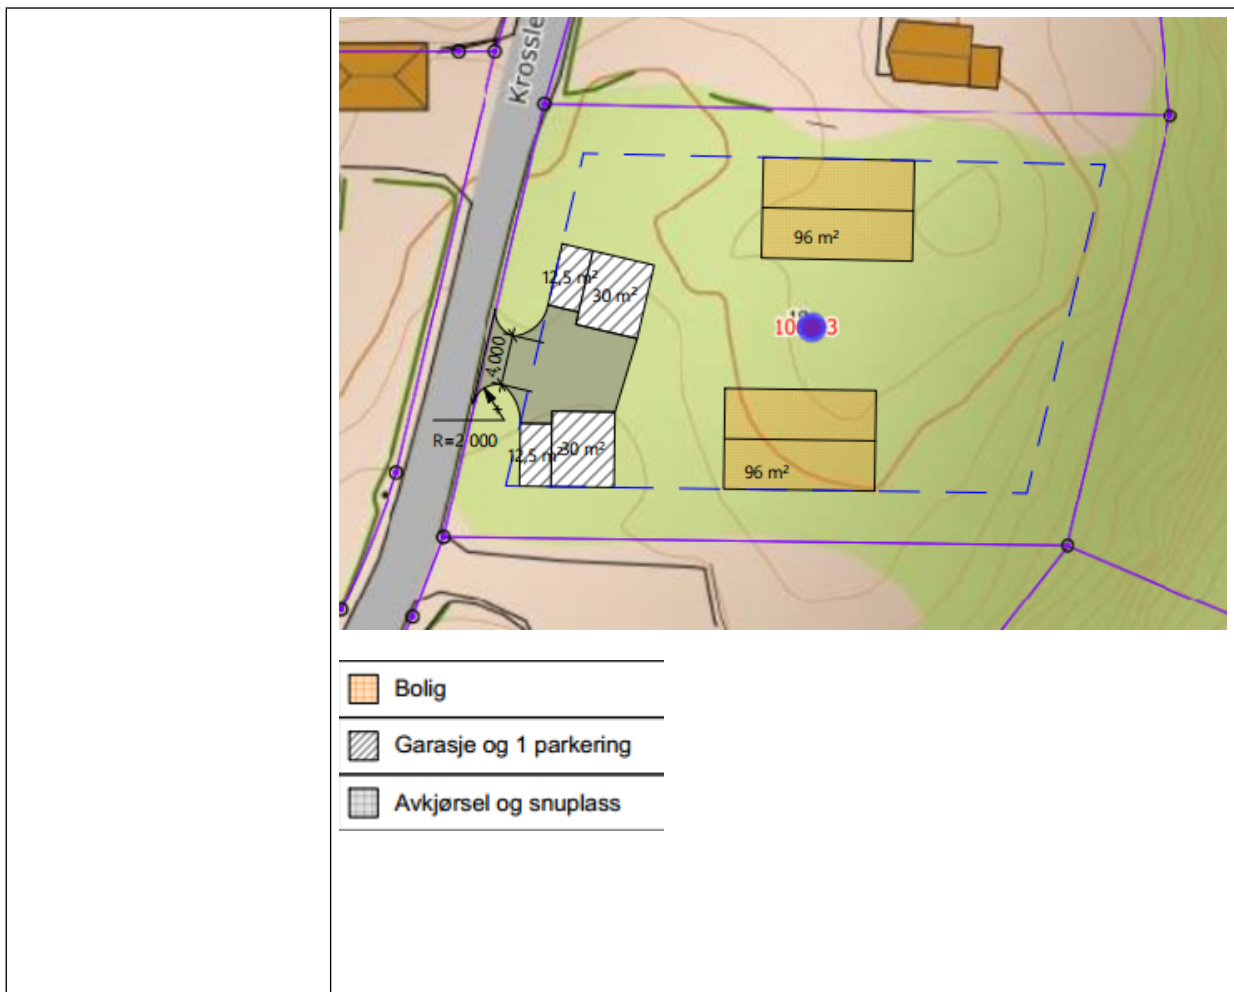 Krossle
12,5 m²
30 m²
96 m²
4 000
R=2 000
12,5 m²
30 m²
96 m²
Bolig
Garasje og 1 parkering
Avkjørsel og snuplass